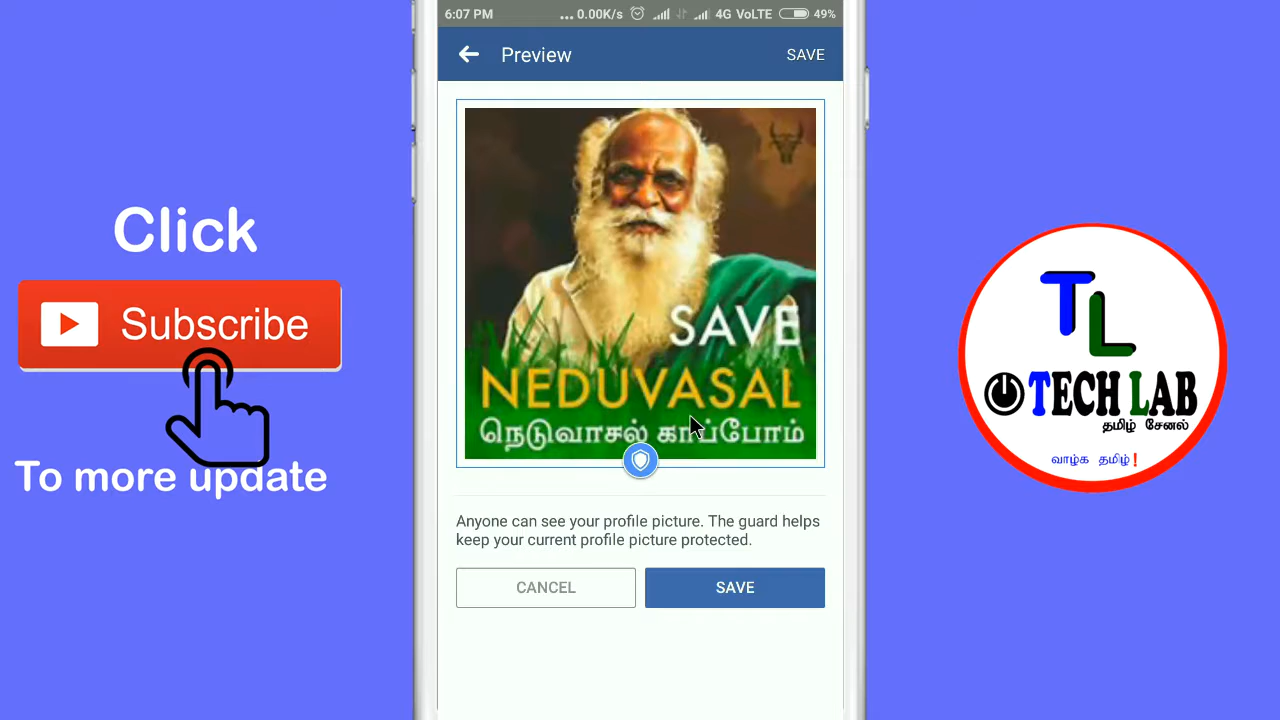 6:07 PM ... 0.00K/s 4G VoLTE 49%
Preview SAVE
SAVE
NEDUVASAL
நெடுவாசல் காப்போம்
Anyone can see your profile picture. The guard helps
keep your current profile picture protected.
CANCEL SAVE
Click
Subscribe
To more update
TL
TECH LAB
தமிழ் சேனல்
வாழ்க தமிழ்!